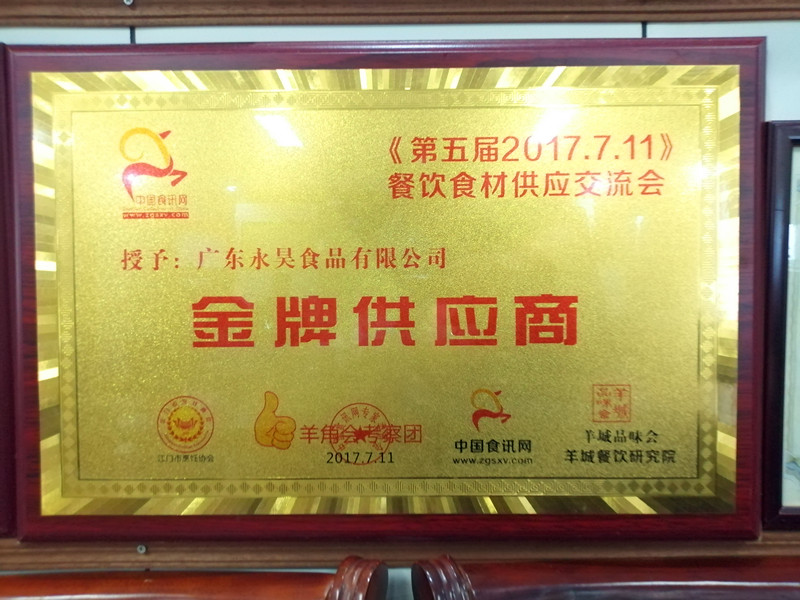 中国食讯网
www.zgsxv.com
《第五届2017.7.11》
餐饮食材供应交流会
授予：广东永昊食品有限公司
金牌供应商
江门市烹饪协会
羊角会考察团
2017.7.11
中国食讯网
www.zgsxv.com
羊城品味会
羊城餐饮研究院